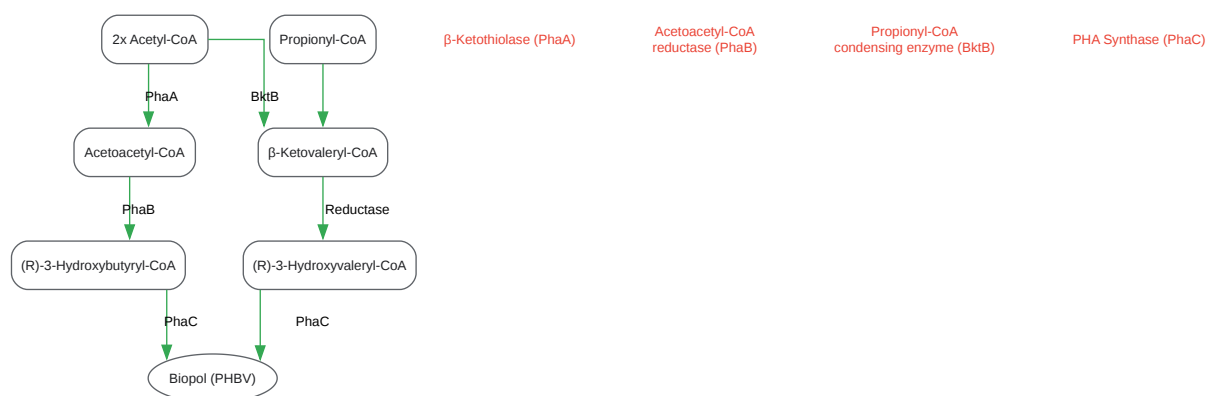 2x Acetyl-CoA
Propionyl-CoA
β-Ketothiolase (PhaA)
Acetoacetyl-CoA
reductase (PhaB)
Propionyl-CoA
condensing enzyme (BktB)
PHA Synthase (PhaC)
PhaA
BktB
Acetoacetyl-CoA
β-Ketovaleryl-CoA
PhaB
Reductase
(R)-3-Hydroxybutyryl-CoA
(R)-3-Hydroxyvaleryl-CoA
PhaC
PhaC
Biopol (PHBV)